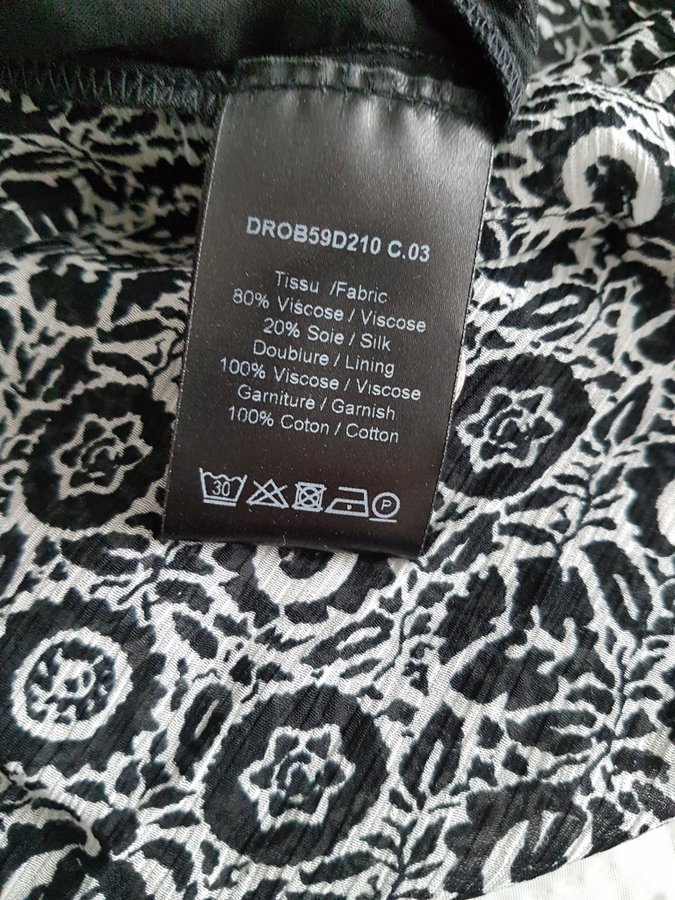 DROB59D210 C.03
Tissu /Fabric
80% Viscose / Viscose
20% Soie / Silk
Doublure / Lining
100% Viscose / Viscose
Garniture / Garnish
100% Coton / Cotton
30 P